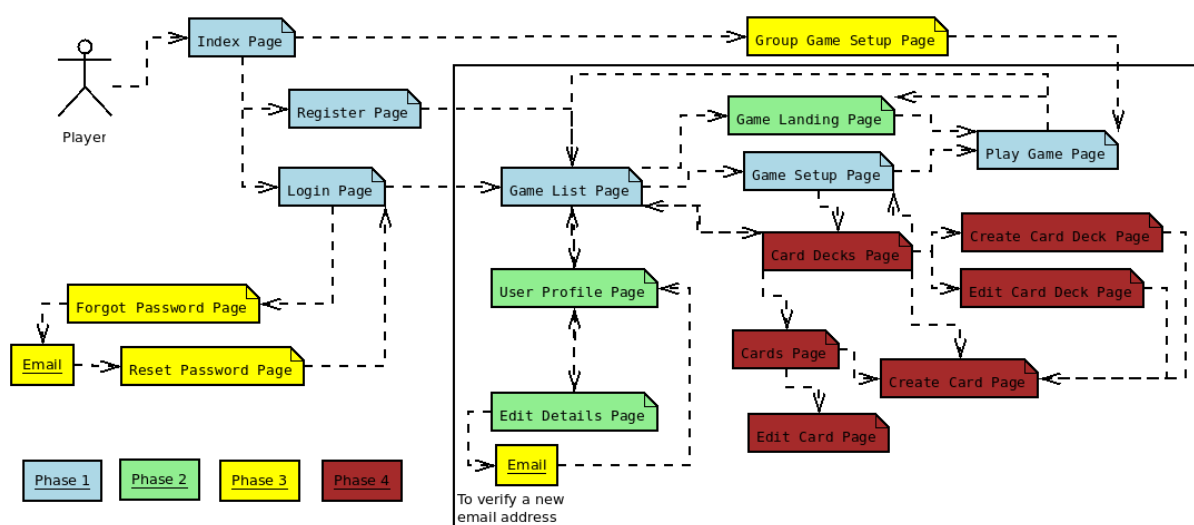 Index Page
Group Game Setup Page
Player
Register Page
Game Landing Page
Play Game Page
Login Page
Game List Page
Game Setup Page
Card Decks Page
Create Card Deck Page
Forgot Password Page
User Profile Page
Edit Card Deck Page
Email
Reset Password Page
Cards Page
Create Card Page
Edit Details Page
Edit Card Page
Email
To verify a new
email address
Phase 1
Phase 2
Phase 3
Phase 4